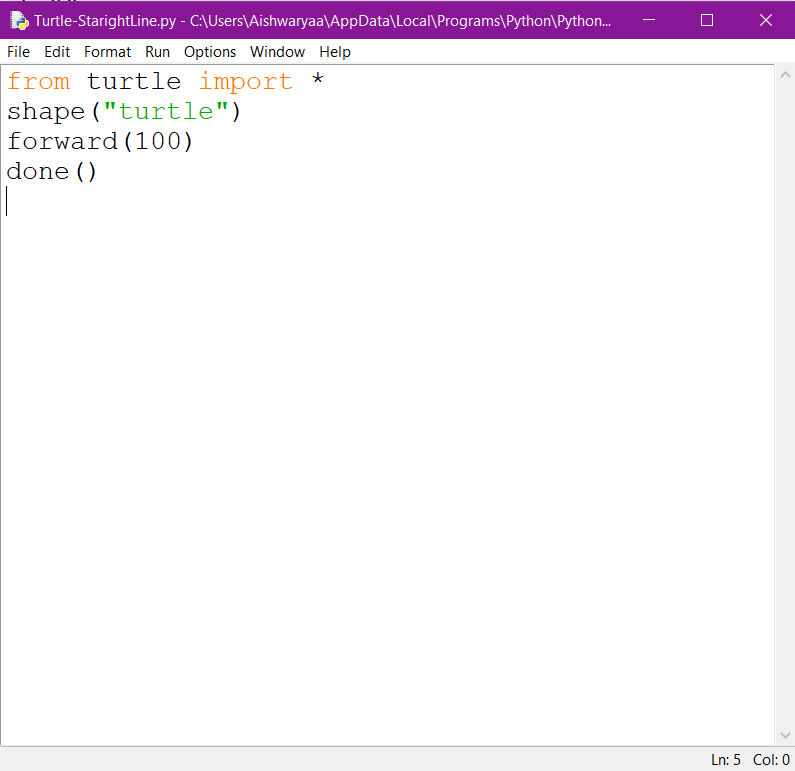 Turtle-StarightLine.py - C:\Users\Aishwaryaa\AppData\Local\Programs\Python\Python...
File Edit Format Run Options Window Help
from turtle import *
shape("turtle")
forward(100)
done()
Ln: 5 Col: 0